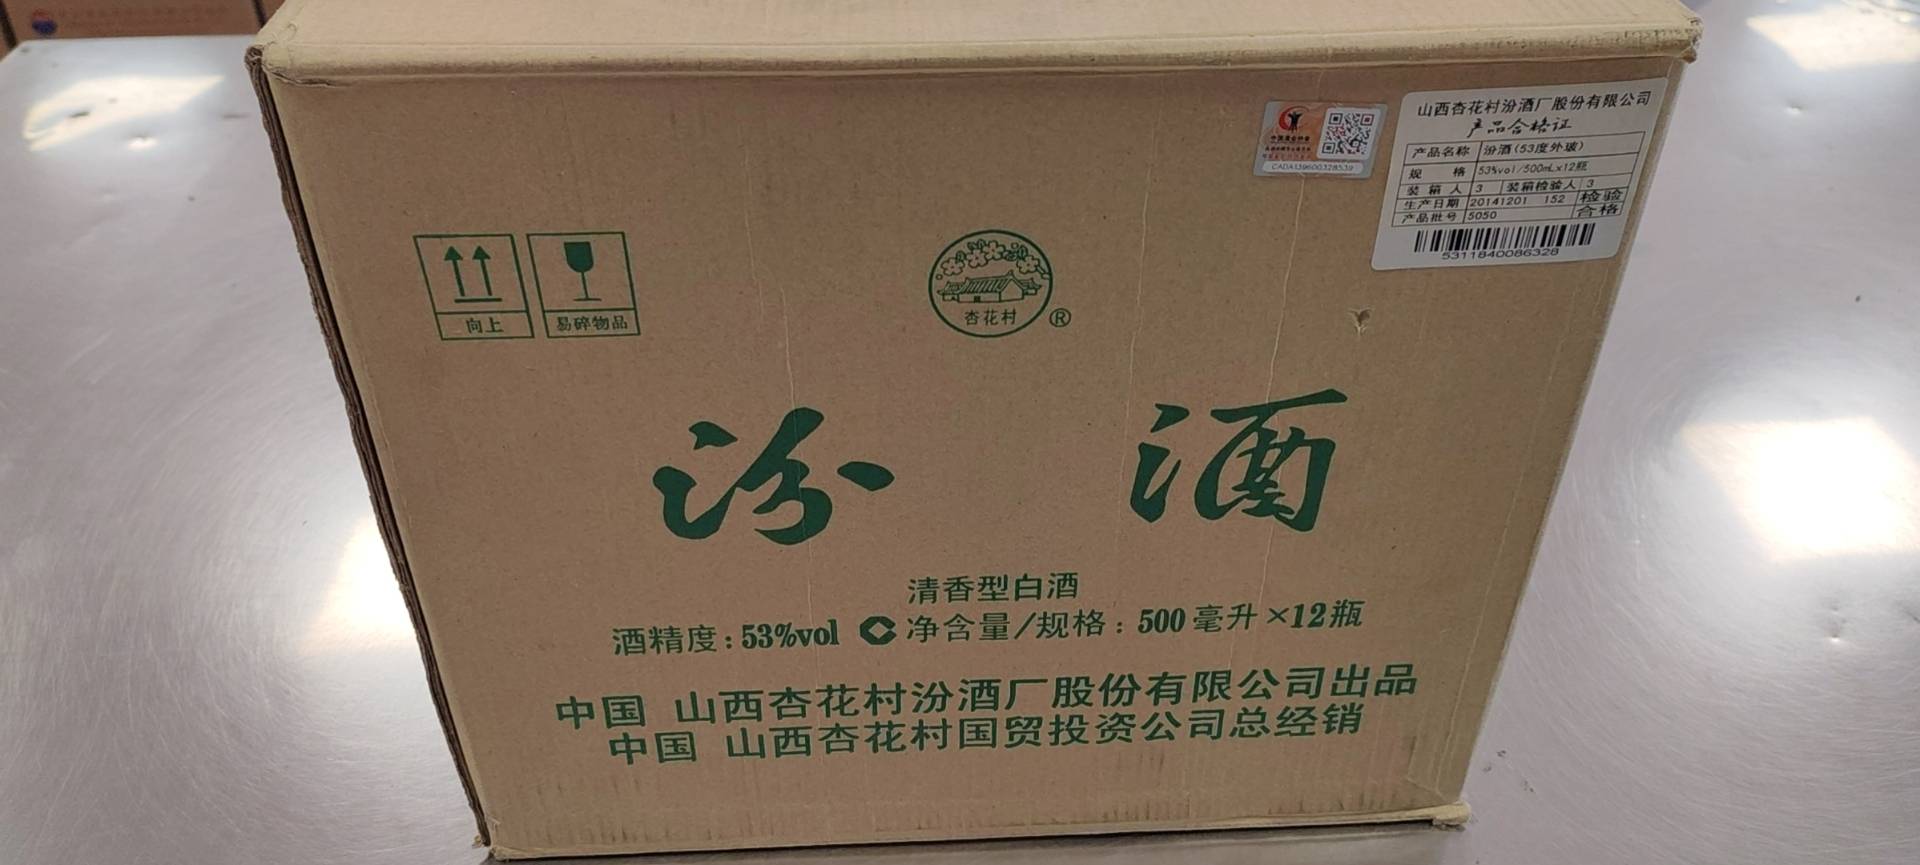 山西杏花村汾酒厂股份有限公司
产品合格证
产品名称 汾酒(53度外玻)
规 格 53%vol/500mL×12瓶
装箱人 3 装箱检验人 3
生产日期 20141201 152 检验
产品批号 5050 合格
5311840086328
CADA139600328539
向上
易碎物品
杏花村
®
汾 酒
清香型白酒
酒精度:53%vol 净含量/规格:500毫升×12瓶
中国 山西杏花村汾酒厂股份有限公司出品
中国 山西杏花村国贸投资公司总经销